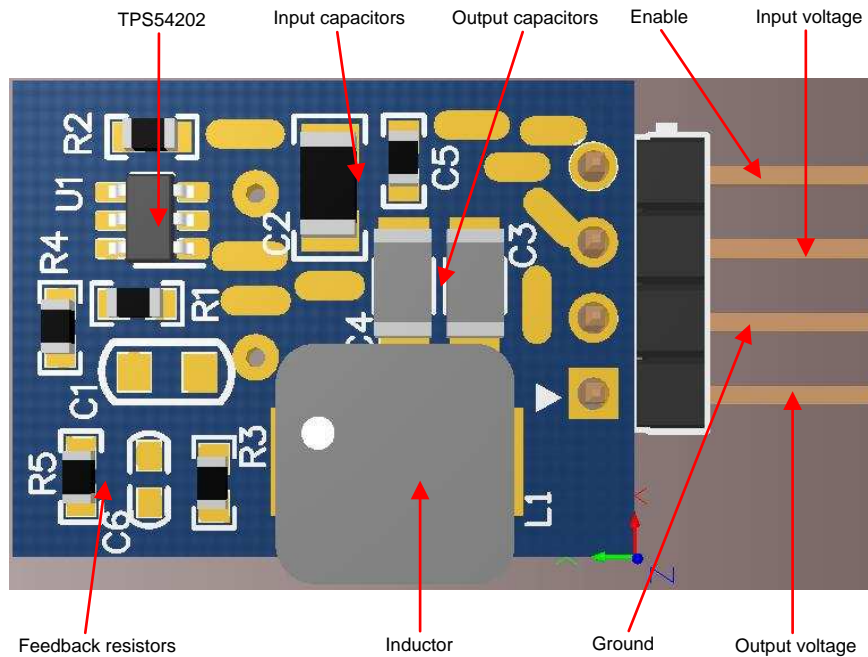 TPS54202
Input capacitors
Output capacitors
Enable
Input voltage
R2
U1
C2
C5
C3
R4
R1
C4
C1
R5
C6
R3
L1
X
Y
Z
Feedback resistors
Inductor
Ground
Output voltage